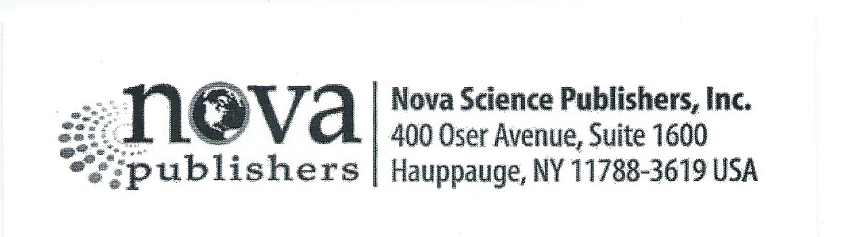 nova
publishers
Nova Science Publishers, Inc.
400 Oser Avenue, Suite 1600
Hauppauge, NY 11788-3619 USA